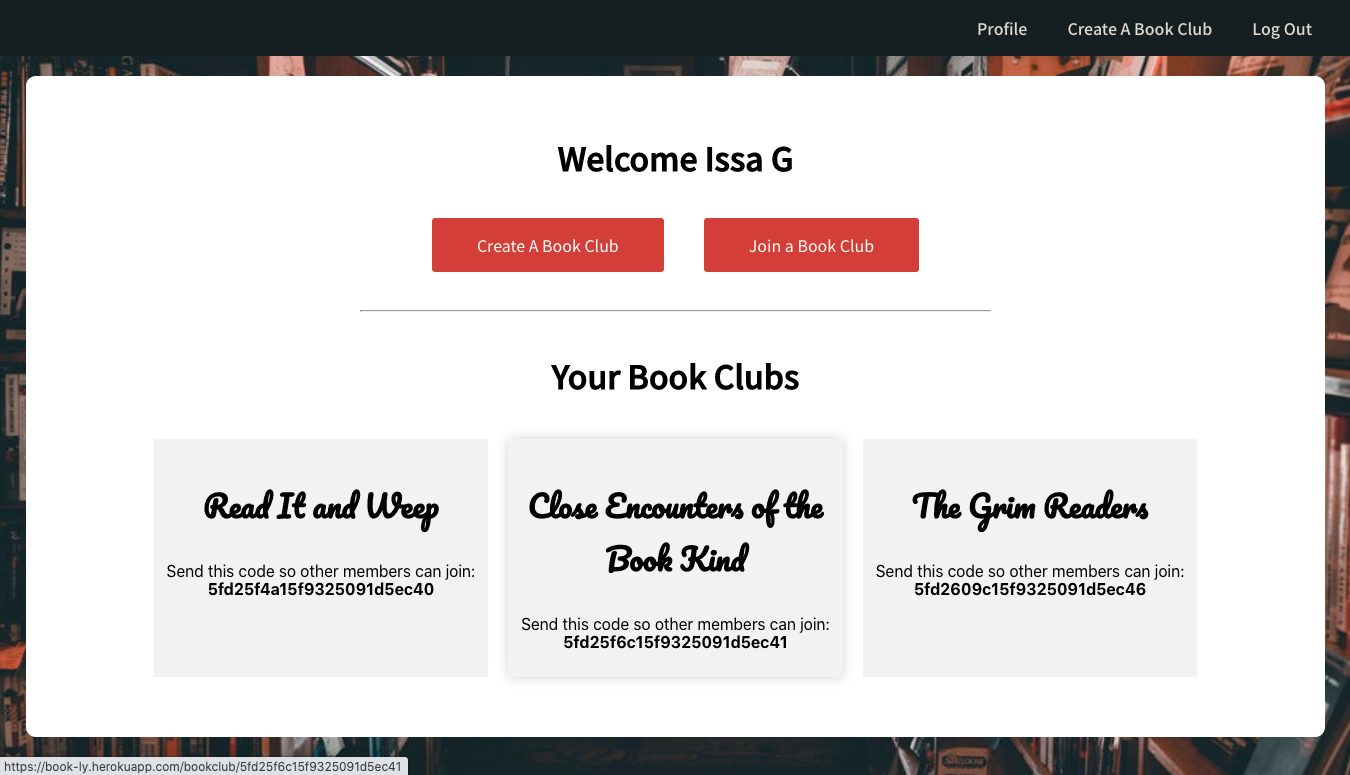 Profile
Create A Book Club
Log Out
Welcome Issa G
Create A Book Club
Join a Book Club
Your Book Clubs
Read It and Weep
Send this code so other members can join:
5fd25f4a15f9325091d5ec40
Close Encounters of the
Book Kind
Send this code so other members can join:
5fd25f6c15f9325091d5ec41
The Grim Readers
Send this code so other members can join:
5fd2609c15f9325091d5ec46
https://book-ly.herokuapp.com/bookclub/5fd25f6c15f9325091d5ec41